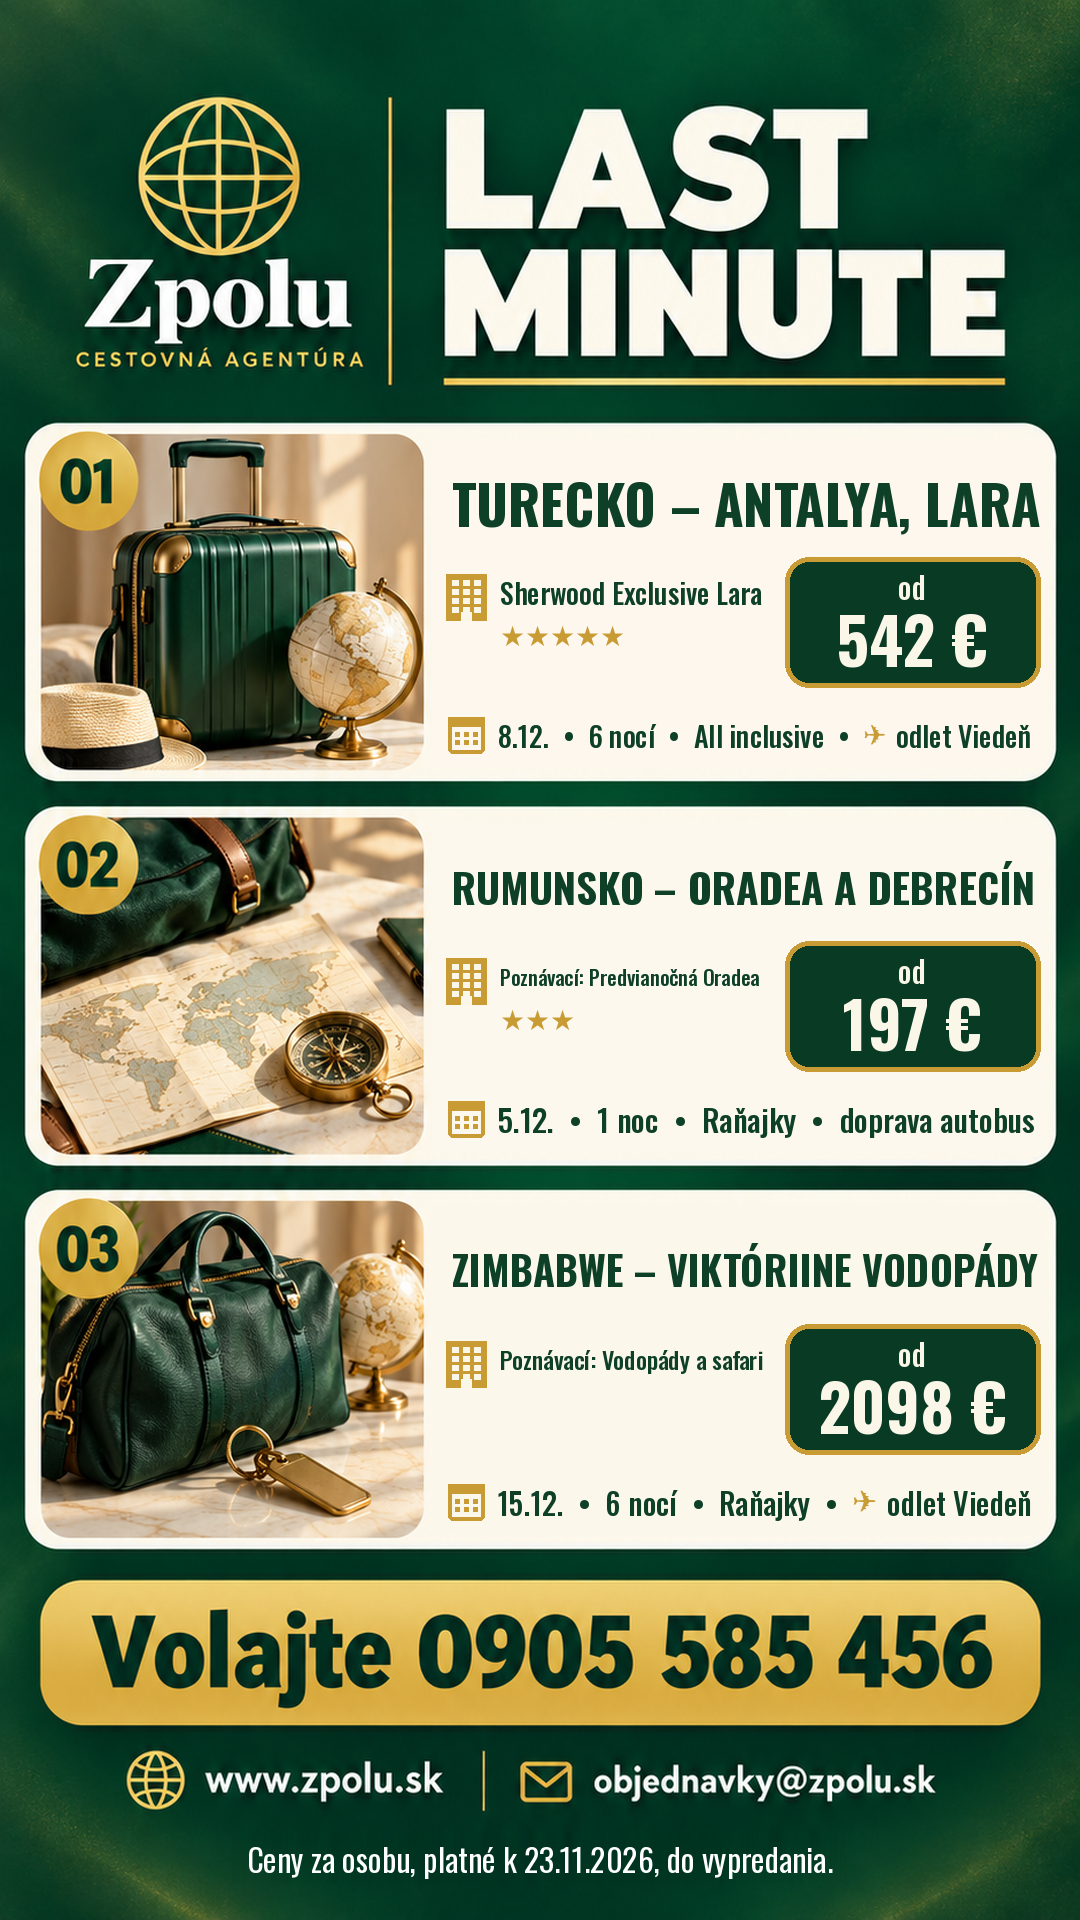 Zpolu
CESTOVNÁ AGENTÚRA
LAST
MINUTE
01
TURECKO – ANTALYA, LARA
Sherwood Exclusive Lara
★★★★★
od
542 €
8.12. • 6 nocí • All inclusive • ✈ odlet Viedeň
02
RUMUNSKO – ORADEA A DEBRECÍN
Poznávací: Predvianočná Oradea
★★★
od
197 €
5.12. • 1 noc • Raňajky • doprava autobus
03
ZIMBABWE – VIKTÓRIINE VODOPÁDY
Poznávací: Vodopády a safari
od
2098 €
15.12. • 6 nocí • Raňajky • ✈ odlet Viedeň
Volajte 0905 585 456
www.zpolu.sk
objednavky@zpolu.sk
Ceny za osobu, platné k 23.11.2026, do vypredania.